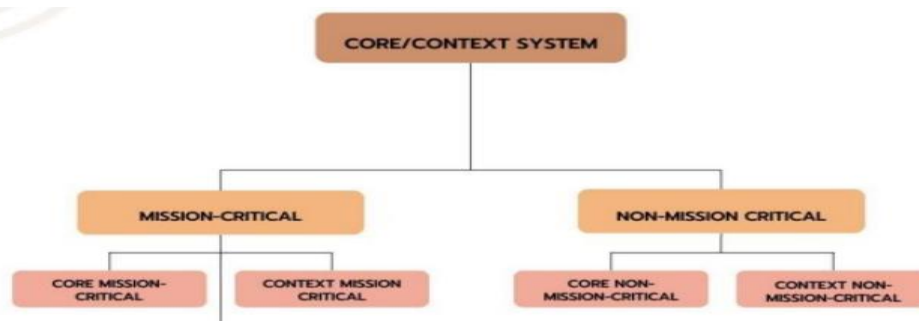 CORE/CONTEXT SYSTEM
MISSION-CRITICAL
NON-MISSION CRITICAL
CORE MISSION-
CRITICAL
CONTEXT MISSION
CRITICAL
CORE NON-
MISSION-CRITICAL
CONTEXT NON-
MISSION-CRITICAL